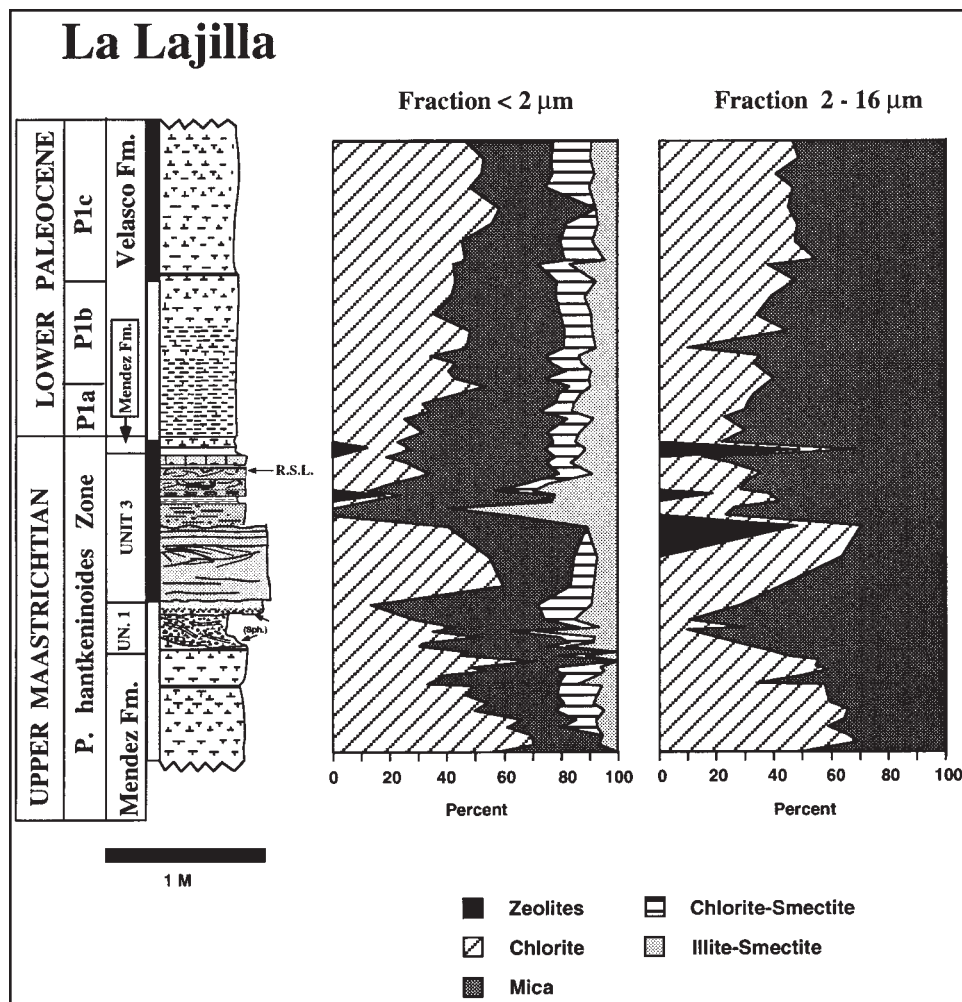 La Lajilla
Fraction < 2 µm
Fraction 2 - 16 µm
UPPER MAASTRICHTIAN
LOWER PALEOCENE
P. hantkeninoides Zone
P1a
P1b
P1c
Mendez Fm.
UN. 1
UNIT 3
Mendez Fm.
Velasco Fm.
R.S.L.
(Sph.)
0 20 40 60 80 100
Percent
0 20 40 60 80 100
Percent
1 M
Zeolites
Chlorite
Mica
Chlorite-Smectite
Illite-Smectite